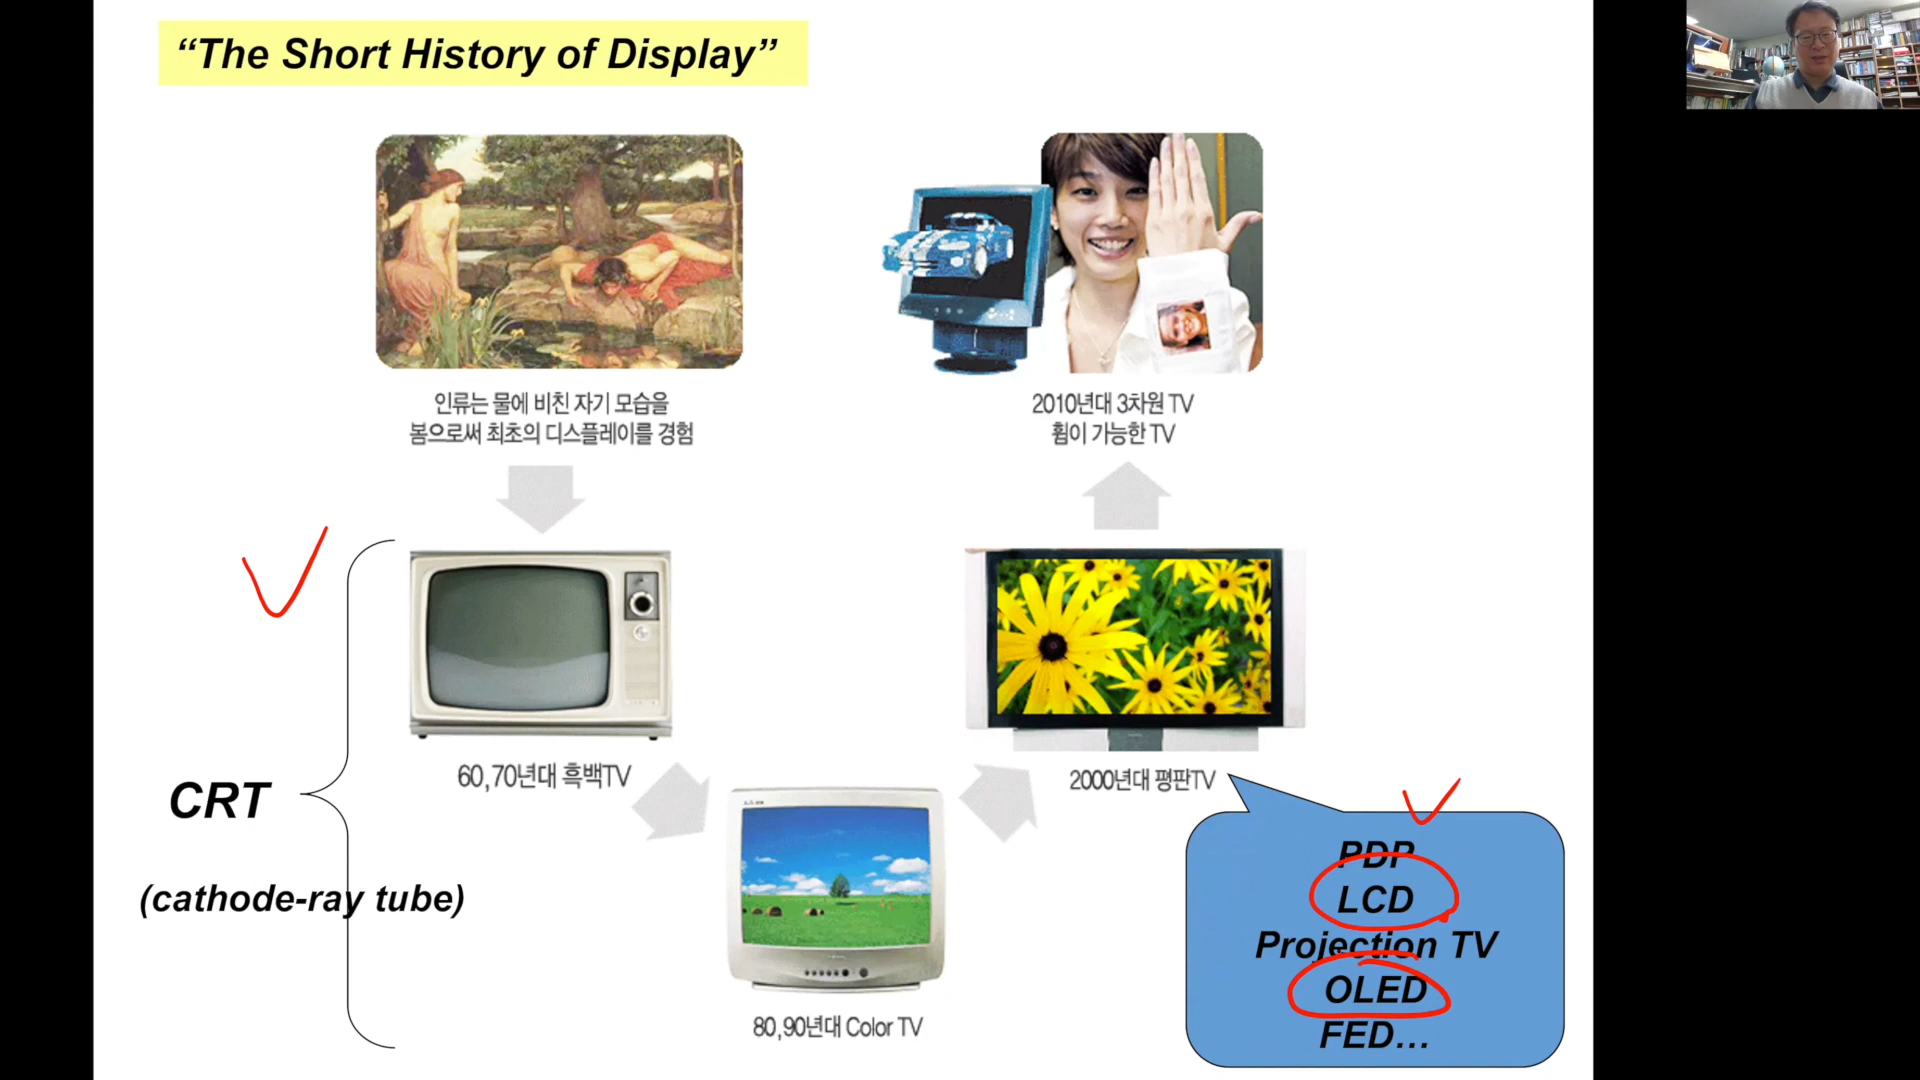 “The Short History of Display”
인류는 물에 비친 자기 모습을
봄으로써 최초의 디스플레이를 경험
2010년대 3차원 TV
휨이 가능한 TV
60,70년대 흑백TV
2000년대 평판TV
CRT
(cathode-ray tube)
80,90년대 Color TV
PDP
LCD
Projection TV
OLED
FED...